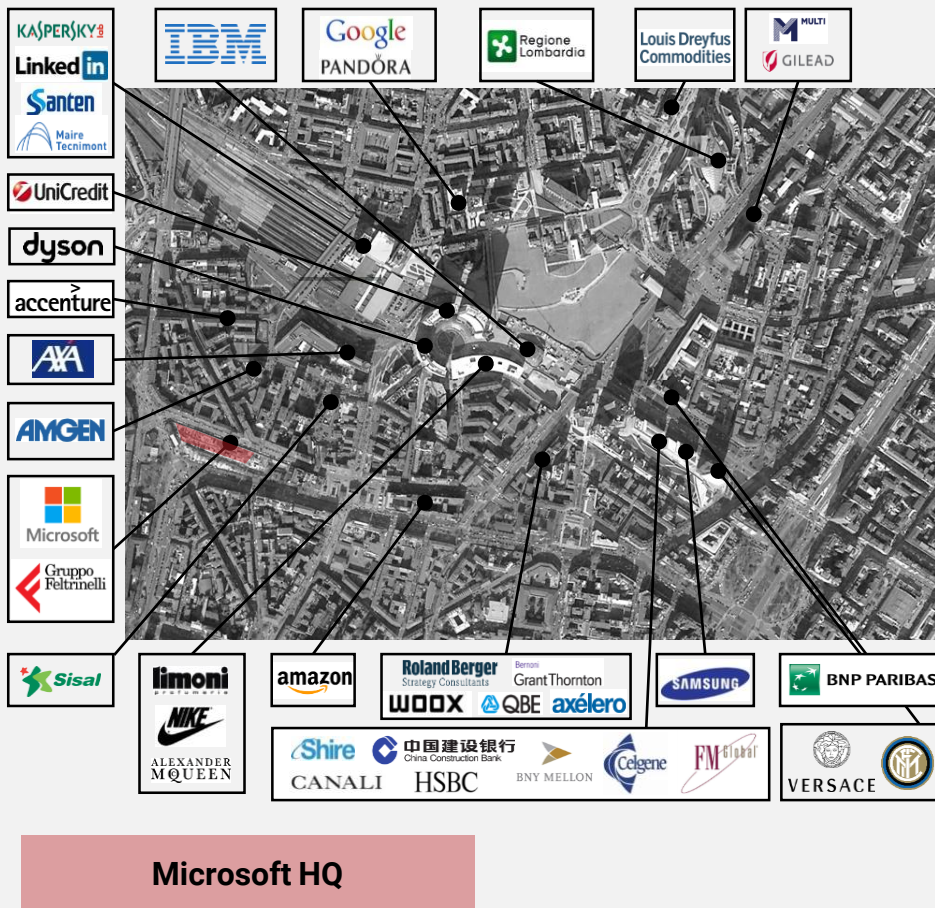 KASPERSKY lab
Linked in
Santen
Maire
Tecnimont
IBM
Google
PANDORA
Regione
Lombardia
Louis Dreyfus
Commodities
M MULTI
GILEAD
UniCredit
dyson
>
accenture
AXA
AMGEN
Microsoft
Gruppo
Feltrinelli
Sisal
limoni
profumerie
NIKE
ALEXANDER
McQUEEN
amazon
Roland Berger
Strategy Consultants
Bernoni
Grant Thornton
WOOX
QBE
axélero
SAMSUNG
BNP PARIBAS
Shire
中国建设银行
China Construction Bank
BNY MELLON
Celgene
FM Global
CANALI
HSBC
VERSACE
Microsoft HQ